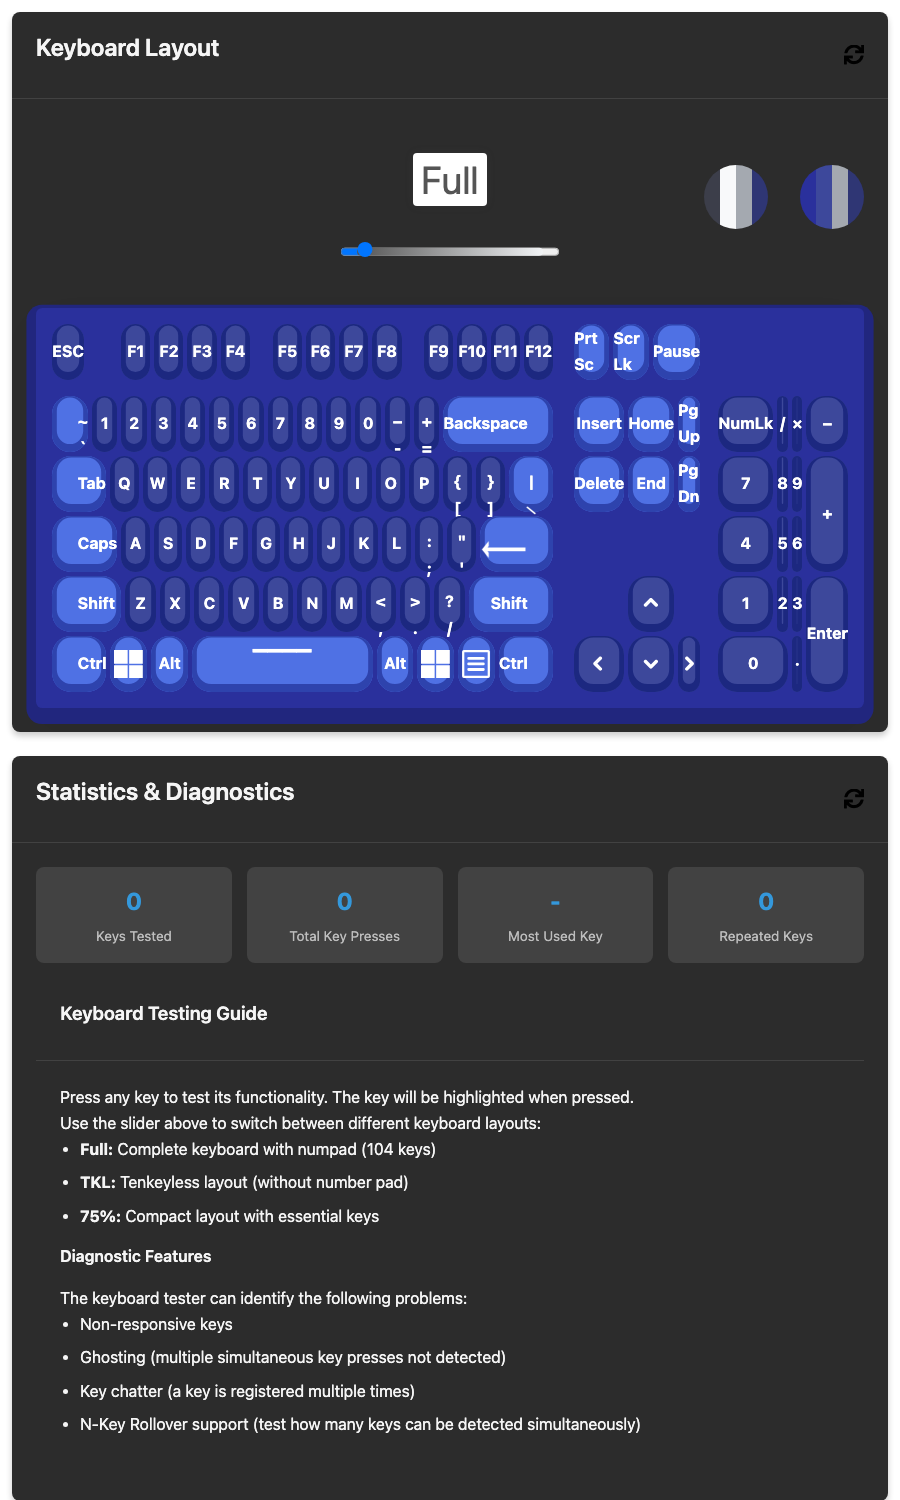 Keyboard Layout
Full
ESC F1 F2 F3 F4 F5 F6 F7 F8 F9 F10 F11 F12 Prt Sc Scr Lk Pause
~ ` 1 2 3 4 5 6 7 8 9 0 − - + = Backspace Insert Home Pg Up NumLk / × −
Tab Q W E R T Y U I O P { [ } ] | \ Delete End Pg Dn 7 8 9 +
Caps A S D F G H J K L : ; " ' 4 5 6
Shift Z X C V B N M < , > . ? / Shift 1 2 3 Enter
Ctrl Alt Alt Ctrl 0 .
Statistics & Diagnostics
0 0 - 0
Keys Tested Total Key Presses Most Used Key Repeated Keys
Keyboard Testing Guide
Press any key to test its functionality. The key will be highlighted when pressed.
Use the slider above to switch between different keyboard layouts:
• Full: Complete keyboard with numpad (104 keys)
• TKL: Tenkeyless layout (without number pad)
• 75%: Compact layout with essential keys
Diagnostic Features
The keyboard tester can identify the following problems:
• Non-responsive keys
• Ghosting (multiple simultaneous key presses not detected)
• Key chatter (a key is registered multiple times)
• N-Key Rollover support (test how many keys can be detected simultaneously)